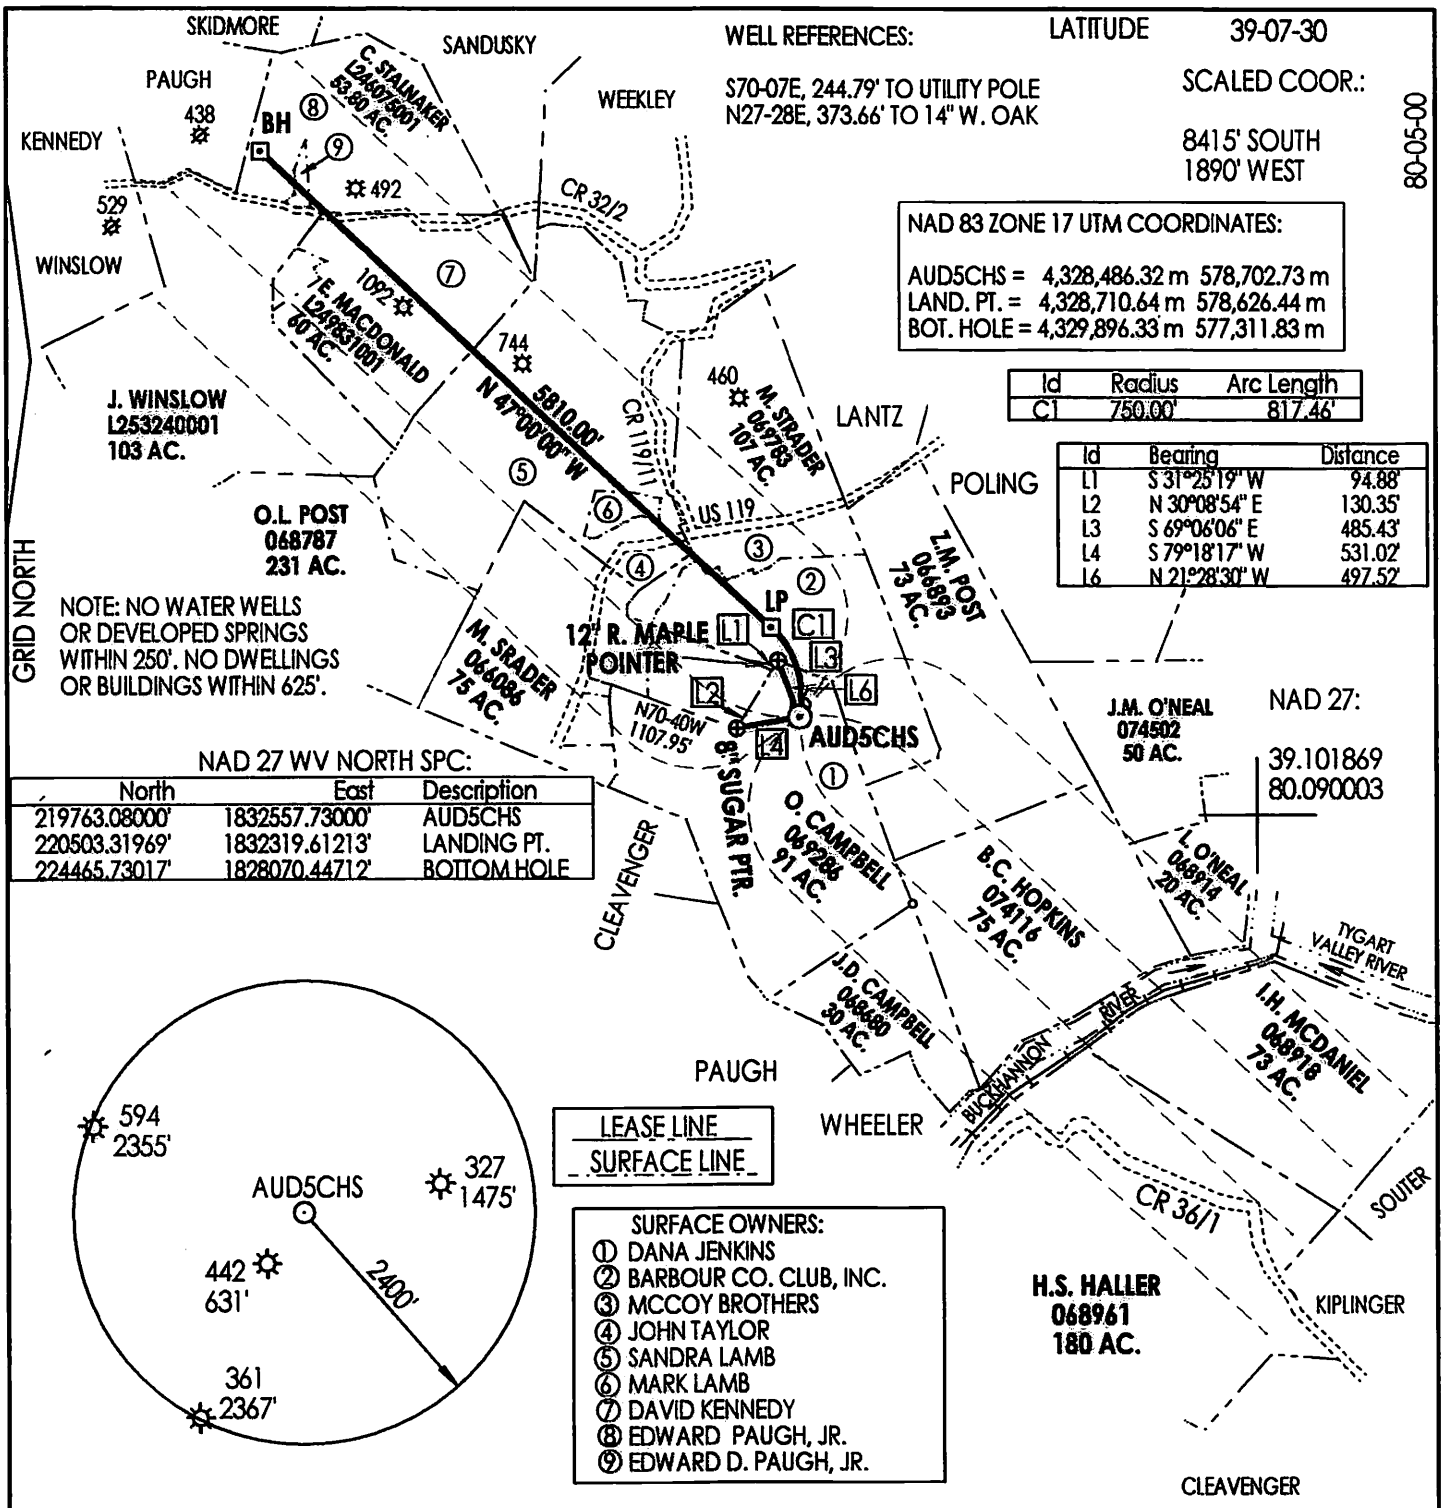 SKIDMORE
SANDUSKY
PAUGH
438
KENNEDY
BH
C. STALNAKER
L246075001
53.80 AC.
8
9
WEEKLEY
492
CR 32/2
529
WINSLOW
WELL REFERENCES:
S70-07E, 244.79' TO UTILITY POLE
N27-28E, 373.66' TO 14" W. OAK
LATITUDE 39-07-30
SCALED COOR.:
8415' SOUTH
1890' WEST
80-05-00
NAD 83 ZONE 17 UTM COORDINATES:
AUD5CHS = 4,328,486.32 m 578,702.73 m
LAND. PT. = 4,328,710.64 m 578,626.44 m
BOT. HOLE = 4,329,896.33 m 577,311.83 m
Id Radius Arc Length
C1 750.00' 817.46'
Id Bearing Distance
L1 S 31°25'19" W 94.88'
L2 N 30°08'54" E 130.35'
L3 S 69°06'06" E 485.43'
L4 S 79°18'17" W 531.02'
L6 N 21°28'30" W 497.52'
7
1092
E. MACDONALD
L249831001
60 AC.
744
5810.00'
N 47°00'00" W
460
M. STRADER
069783
107 AC.
LANTZ
CR 119/11
J. WINSLOW
L253240001
103 AC.
5
6
US 119
POLING
O.L. POST
068787
231 AC.
GRID NORTH
3
4
2
Z.M. POST
066893
73 AC.
NOTE: NO WATER WELLS
OR DEVELOPED SPRINGS
WITHIN 250'. NO DWELLINGS
OR BUILDINGS WITHIN 625'.
LP
L1
C1
12" R. MAPLE
POINTER
L3
M. SRADER
066086
75 AC.
L2
L6
N70-40W
1107.95'
AUD5CHS
L4
8" SUGAR PTR.
1
J.M. O'NEAL
074502
50 AC.
NAD 27:
39.101869
80.090003
NAD 27 WV NORTH SPC:
North East Description
219763.08000' 1832557.73000' AUD5CHS
220503.31969' 1832319.61213' LANDING PT.
224465.73017' 1828070.44712' BOTTOM HOLE
CLEAVENGER
O. CAMPBELL
069286
91 AC.
B.C. HOPKINS
074116
75 AC.
L. O'NEAL
068914
20 AC.
TYGART
VALLEY RIVER
J.D. CAMPBELL
068680
30 AC.
BUCKHANNON RIVER
I.H. MCDANIEL
068918
73 AC.
PAUGH
WHEELER
CR 36/1
SOUTER
LEASE LINE
SURFACE LINE
594
2355'
AUD5CHS
327
1475'
442
631'
2400'
361
2367'
SURFACE OWNERS:
1 DANA JENKINS
2 BARBOUR CO. CLUB, INC.
3 MCCOY BROTHERS
4 JOHN TAYLOR
5 SANDRA LAMB
6 MARK LAMB
7 DAVID KENNEDY
8 EDWARD PAUGH, JR.
9 EDWARD D. PAUGH, JR.
H.S. HALLER
068961
180 AC.
KIPLINGER
CLEAVENGER